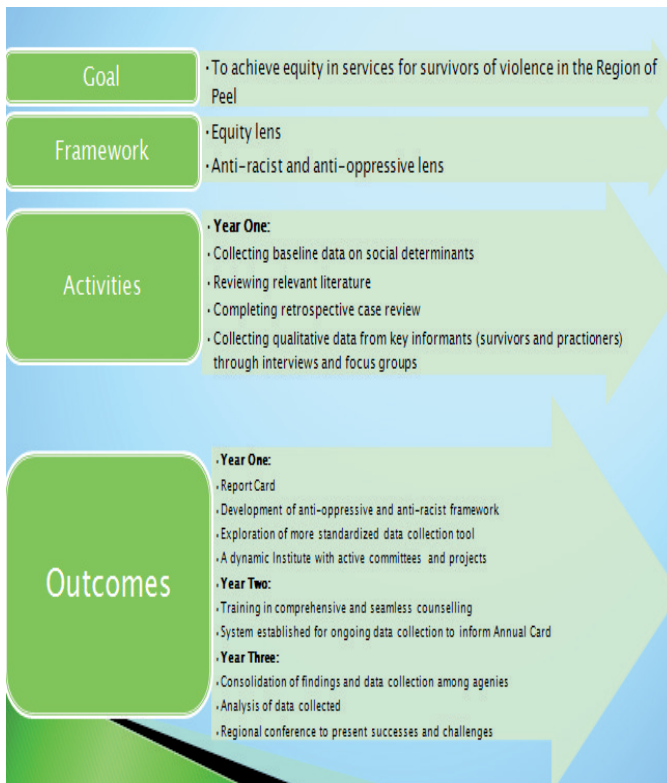 Goal
· To achieve equity in services for survivors of violence in the Region of
Peel
Framework
· Equity lens
· Anti-racist and anti-oppressive lens
Activities
· Year One:
· Collecting baseline data on social determinants
· Reviewing relevant literature
· Completing retrospective case review
· Collecting qualitative data from key informants (survivors and practioners)
through interviews and focus groups
Outcomes
· Year One:
· Report Card
· Development of anti-oppressive and anti-racist framework
· Exploration of more standardized data collection tool
· A dynamic Institute with active committees and projects
· Year Two:
· Training in comprehensive and seamless counselling
· System established for ongoing data collection to inform Annual Card
· Year Three:
· Consolidation of findings and data collection among agenies
· Analysis of data collected
· Regional conference to present successes and challenges